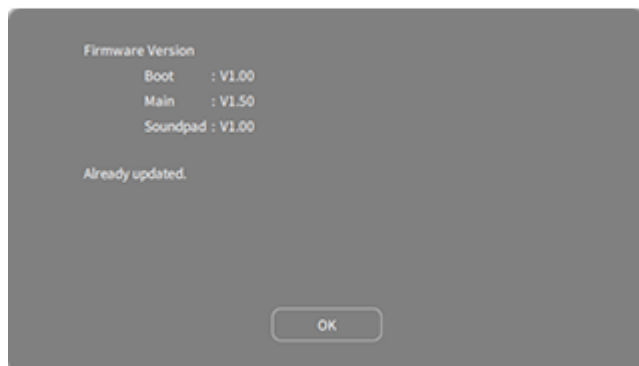 Firmware Version
Boot : V1.00
Main : V1.50
Soundpad : V1.00
Already updated.
OK